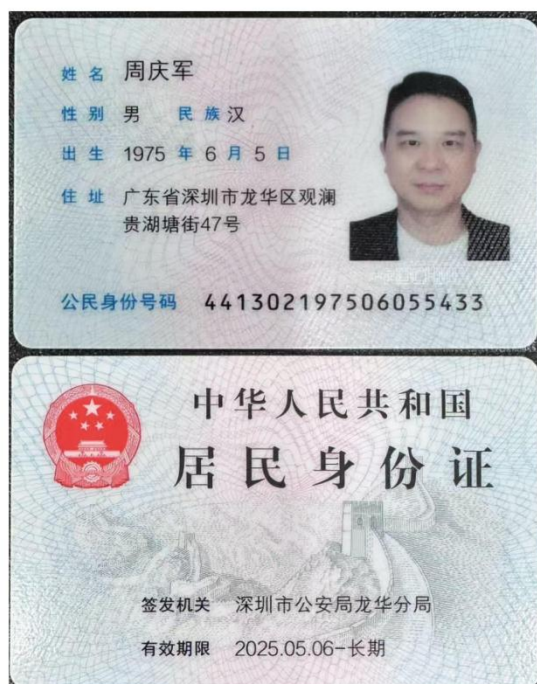 姓名 周庆军
性别 男 民族 汉
出生 1975 年 6 月 5 日
住址 广东省深圳市龙华区观澜
贵湖塘街47号
公民身份号码 441302197506055433
中华人民共和国
居民身份证
签发机关 深圳市公安局龙华分局
有效期限 2025.05.06-长期